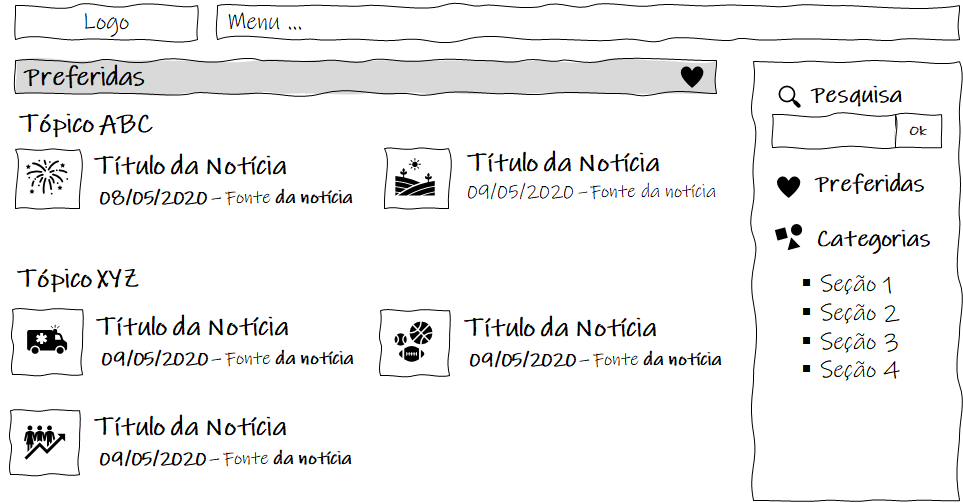 Logo
Menu ...
Preferidas
Tópico ABC
Título da Notícia
08/05/2020 – Fonte da notícia
Título da Notícia
09/05/2020 – Fonte da notícia
Tópico XYZ
Título da Notícia
09/05/2020 – Fonte da notícia
Título da Notícia
09/05/2020 – Fonte da notícia
Título da Notícia
09/05/2020 – Fonte da notícia
Pesquisa
Ok
Preferidas
Categorias
▪ Seção 1
▪ Seção 2
▪ Seção 3
▪ Seção 4